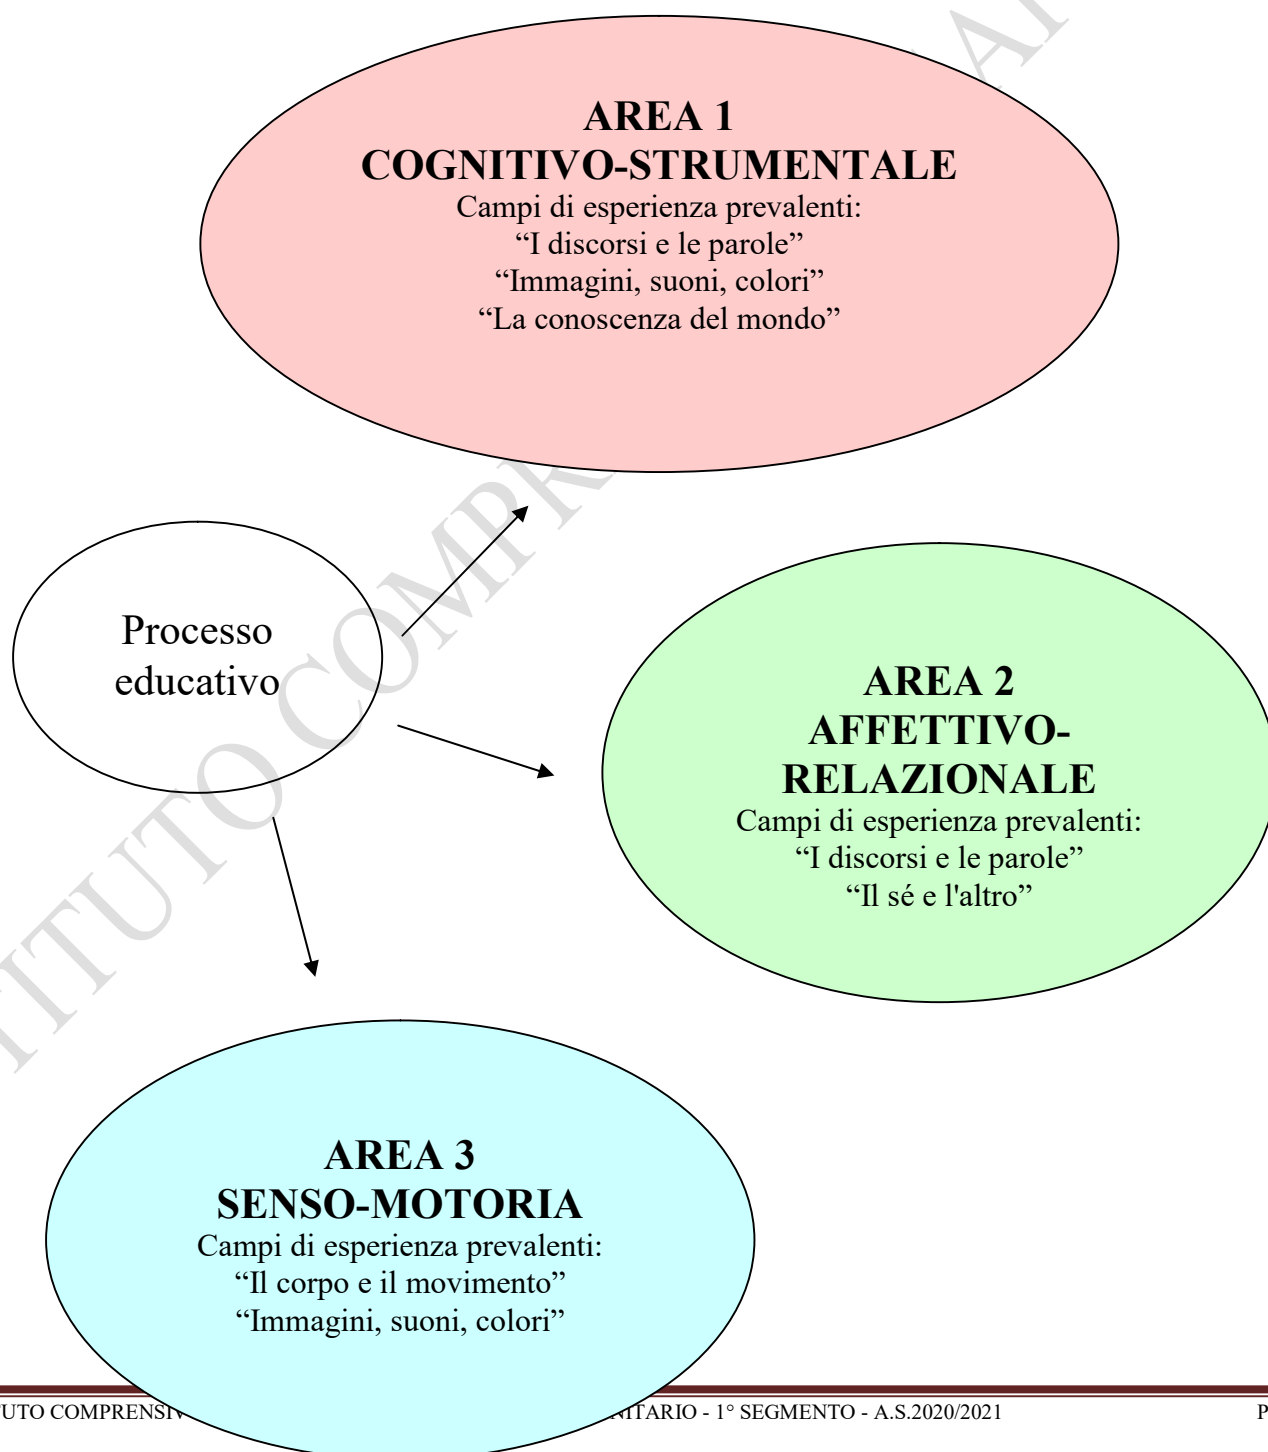 AREA 1
COGNITIVO-STRUMENTALE
Campi di esperienza prevalenti:
“I discorsi e le parole”
“Immagini, suoni, colori”
“La conoscenza del mondo”
Processo
educativo
AREA 2
AFFETTIVO-
RELAZIONALE
Campi di esperienza prevalenti:
“I discorsi e le parole”
“Il sé e l'altro”
AREA 3
SENSO-MOTORIA
Campi di esperienza prevalenti:
“Il corpo e il movimento”
“Immagini, suoni, colori”
UTO COMPRENSIV NITARIO - 1° SEGMENTO - A.S.2020/2021 P